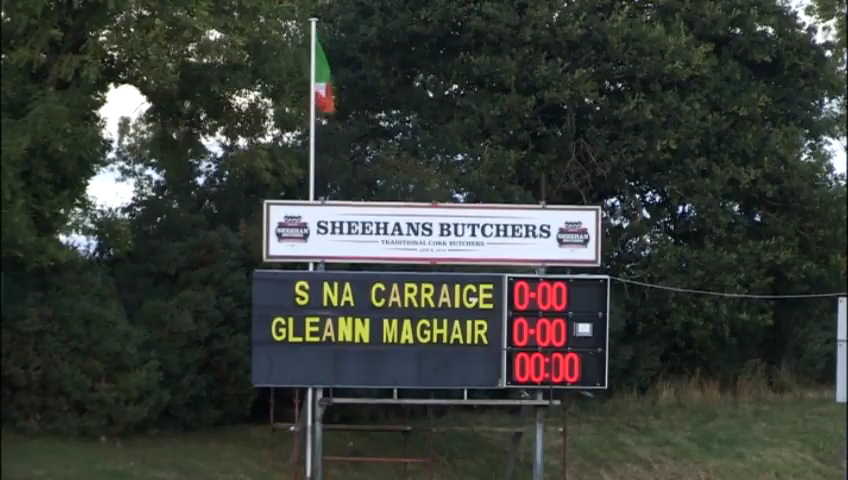 SHEEHANS BUTCHERS
TRADITIONAL CORK BUTCHERS
S NA CARRAIGE 0-00
GLEANN MAGHAIR 0-00
00:00